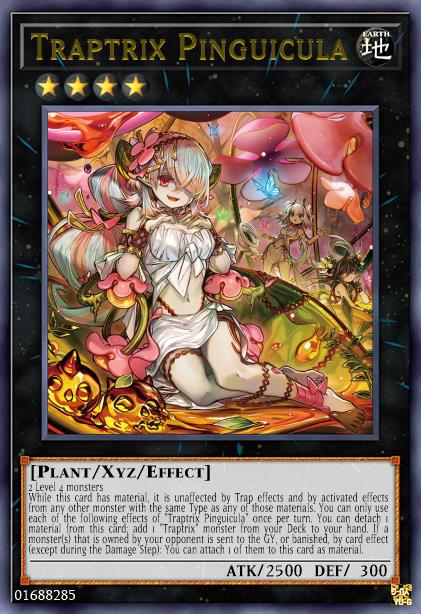 TRAPTRIX PINGUICULA
EARTH
地
[PLANT/XYZ/EFFECT]
2 Level 4 monsters
While this card has material, it is unaffected by Trap effects and by activated effects
from any other monster with the same Type as any of those materials. You can only use
each of the following effects of "Traptrix Pinguicula" once per turn. You can detach 1
material from this card; add 1 "Traptrix" monster from your Deck to your hand. If a
monster(s) that is owned by your opponent is sent to the GY, or banished, by card effect
(except during the Damage Step): You can attach 1 of them to this card as material.
ATK/2500 DEF/ 300
01688285